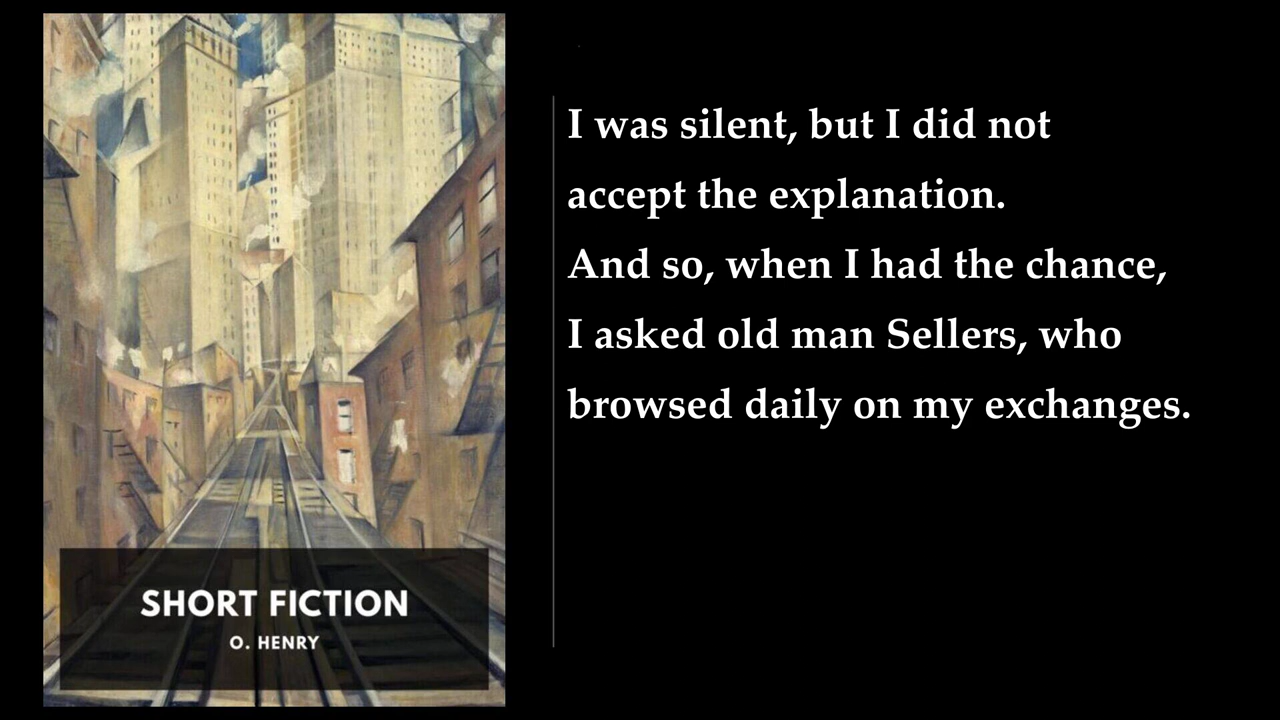 SHORT FICTION
O. HENRY
I was silent, but I did not
accept the explanation.
And so, when I had the chance,
I asked old man Sellers, who
browsed daily on my exchanges.